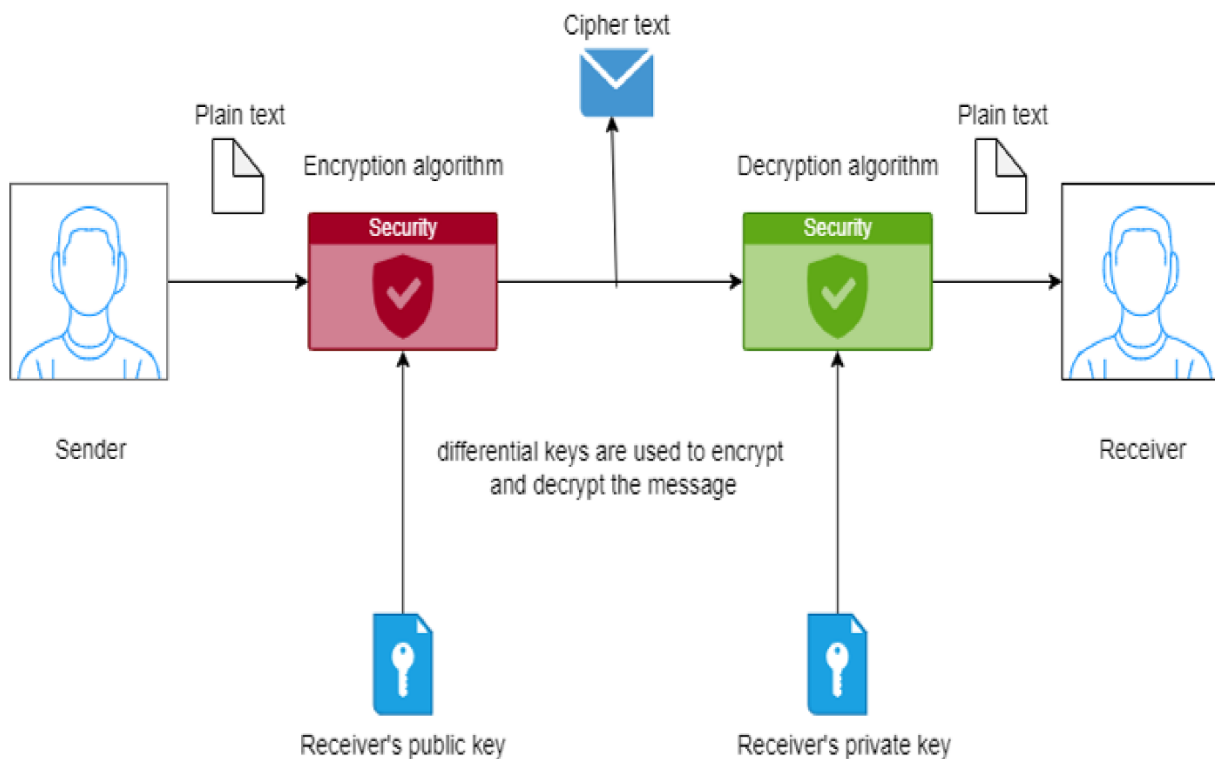 Cipher text
Plain text
Plain text
Encryption algorithm
Decryption algorithm
Security
Security
Sender
differential keys are used to encrypt
and decrypt the message
Receiver
Receiver's public key
Receiver's private key